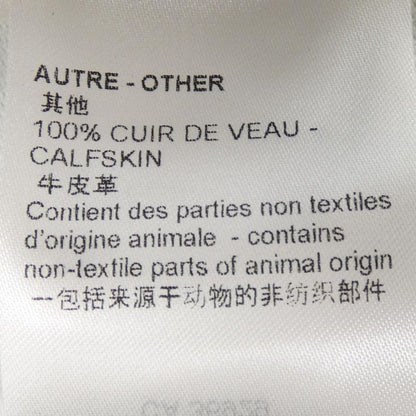 AUTRE - OTHER
其他
100% CUIR DE VEAU -
CALFSKIN
牛皮革
Contient des parties non textiles
d'origine animale - contains
non-textile parts of animal origin
一包括来源于动物的非纺织部件